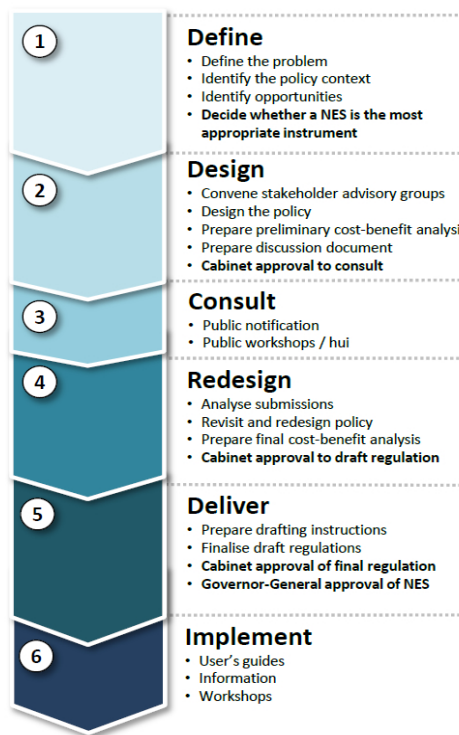 1
Define
• Define the problem
• Identify the policy context
• Identify opportunities
• Decide whether a NES is the most
appropriate instrument
2
Design
• Convene stakeholder advisory groups
• Design the policy
• Prepare preliminary cost-benefit analysis
• Prepare discussion document
• Cabinet approval to consult
3
Consult
• Public notification
• Public workshops / hui
4
Redesign
• Analyse submissions
• Revisit and redesign policy
• Prepare final cost-benefit analysis
• Cabinet approval to draft regulation
5
Deliver
• Prepare drafting instructions
• Finalise draft regulations
• Cabinet approval of final regulation
• Governor-General approval of NES
6
Implement
• User's guides
• Information
• Workshops